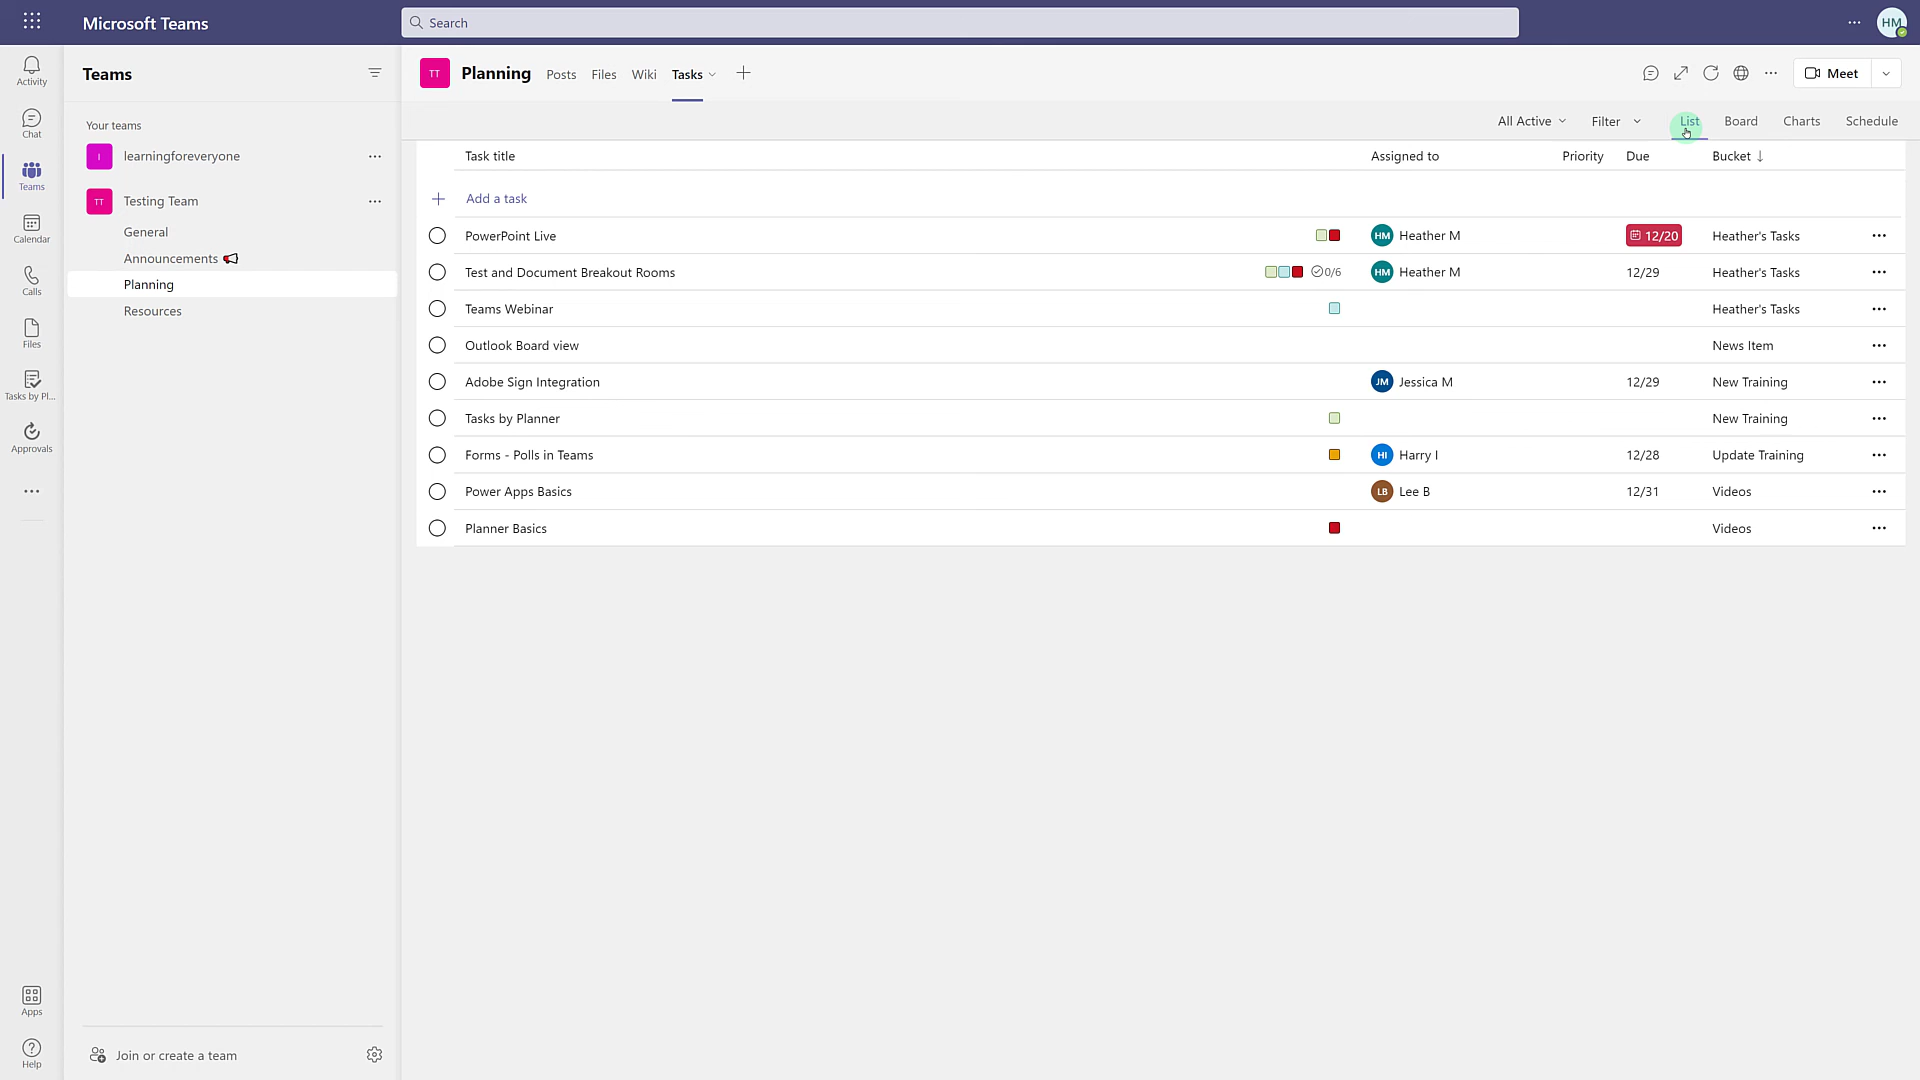 Microsoft Teams
Search
HM
Activity
Chat
Teams
Calendar
Calls
Files
Tasks by Pl...
Approvals
Apps
Help
Teams
Your teams
l
learningforeveryone
TT
Testing Team
General
Announcements
Planning
Resources
Join or create a team
TT
Planning
Posts
Files
Wiki
Tasks
Meet
All Active
Filter
List
Board
Charts
Schedule
Task title
Assigned to
Priority
Due
Bucket ↓
Add a task
PowerPoint Live HM Heather M 12/20 Heather's Tasks
Test and Document Breakout Rooms 0/6 HM Heather M 12/29 Heather's Tasks
Teams Webinar Heather's Tasks
Outlook Board view News Item
Adobe Sign Integration JM Jessica M 12/29 New Training
Tasks by Planner New Training
Forms - Polls in Teams HI Harry I 12/28 Update Training
Power Apps Basics LB Lee B 12/31 Videos
Planner Basics Videos